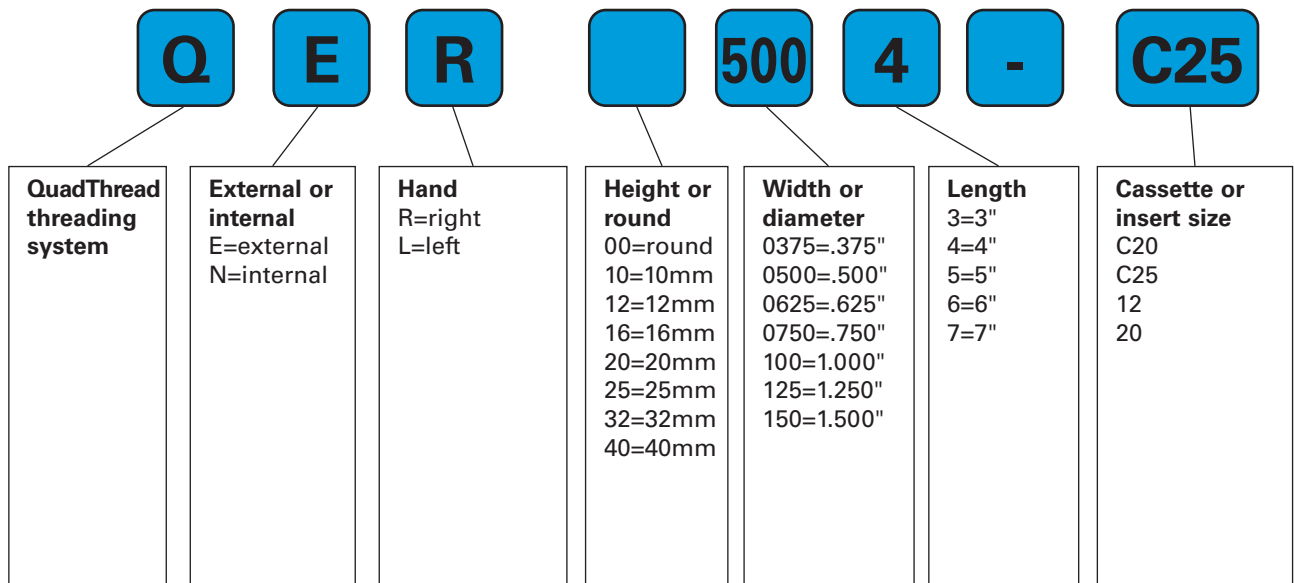 Q E R 500 4 - C25
QuadThread
threading
system
External or
internal
E=external
N=internal
Hand
R=right
L=left
Height or
round
00=round
10=10mm
12=12mm
16=16mm
20=20mm
25=25mm
32=32mm
40=40mm
Width or
diameter
0375=.375"
0500=.500"
0625=.625"
0750=.750"
100=1.000"
125=1.250"
150=1.500"
Length
3=3"
4=4"
5=5"
6=6"
7=7"
Cassette or
insert size
C20
C25
12
20